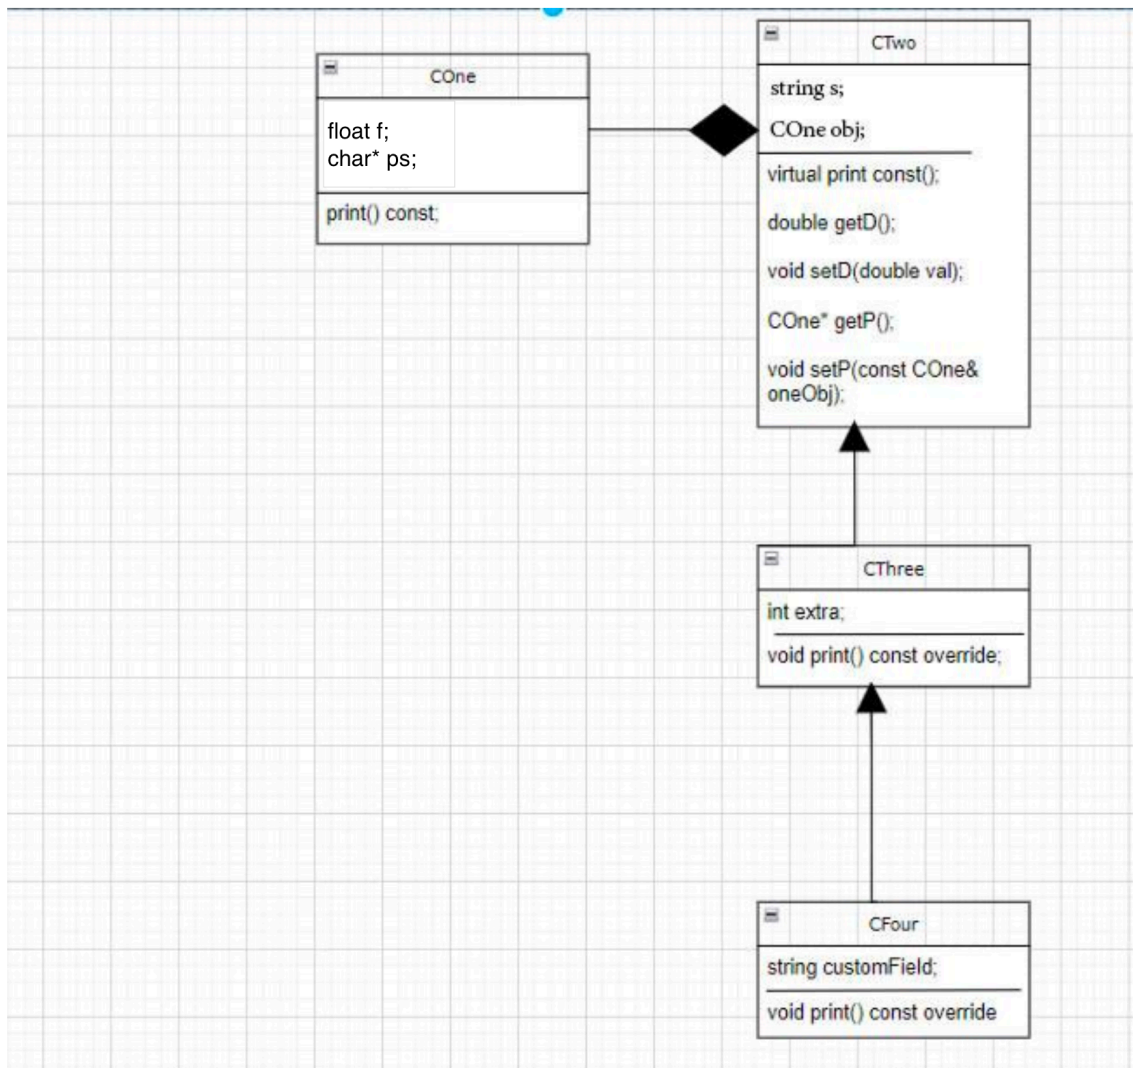 COne
float f;
char* ps;
print() const;
CTwo
string s;
COne obj;
virtual print const();
double getD();
void setD(double val);
COne* getP();
void setP(const COne&
oneObj);
CThree
int extra;
void print() const override;
CFour
string customField;
void print() const override